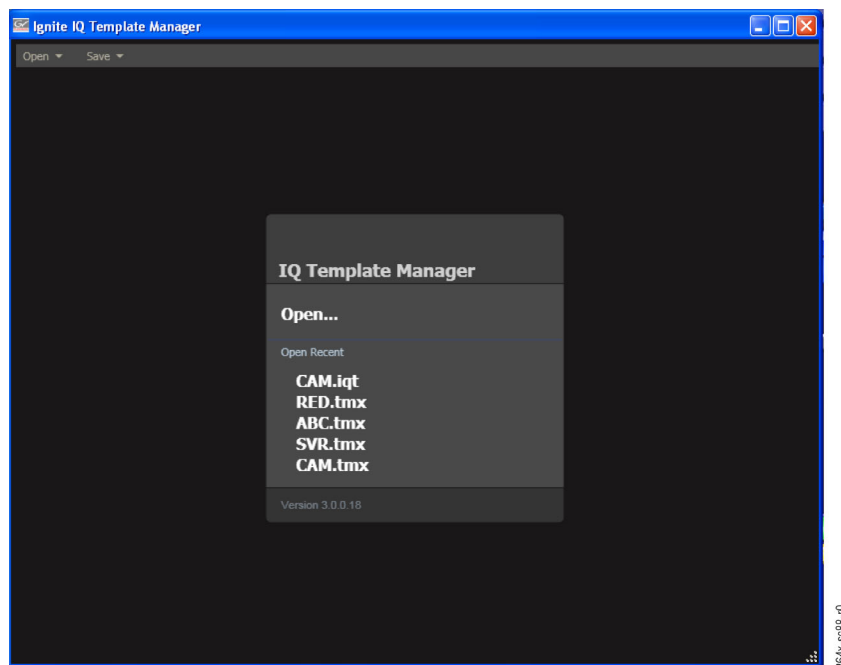 Ignite IQ Template Manager
Open Save
IQ Template Manager
Open...
Open Recent
CAM.iqt
RED.tmx
ABC.tmx
SVR.tmx
CAM.tmx
Version 3.0.0.18